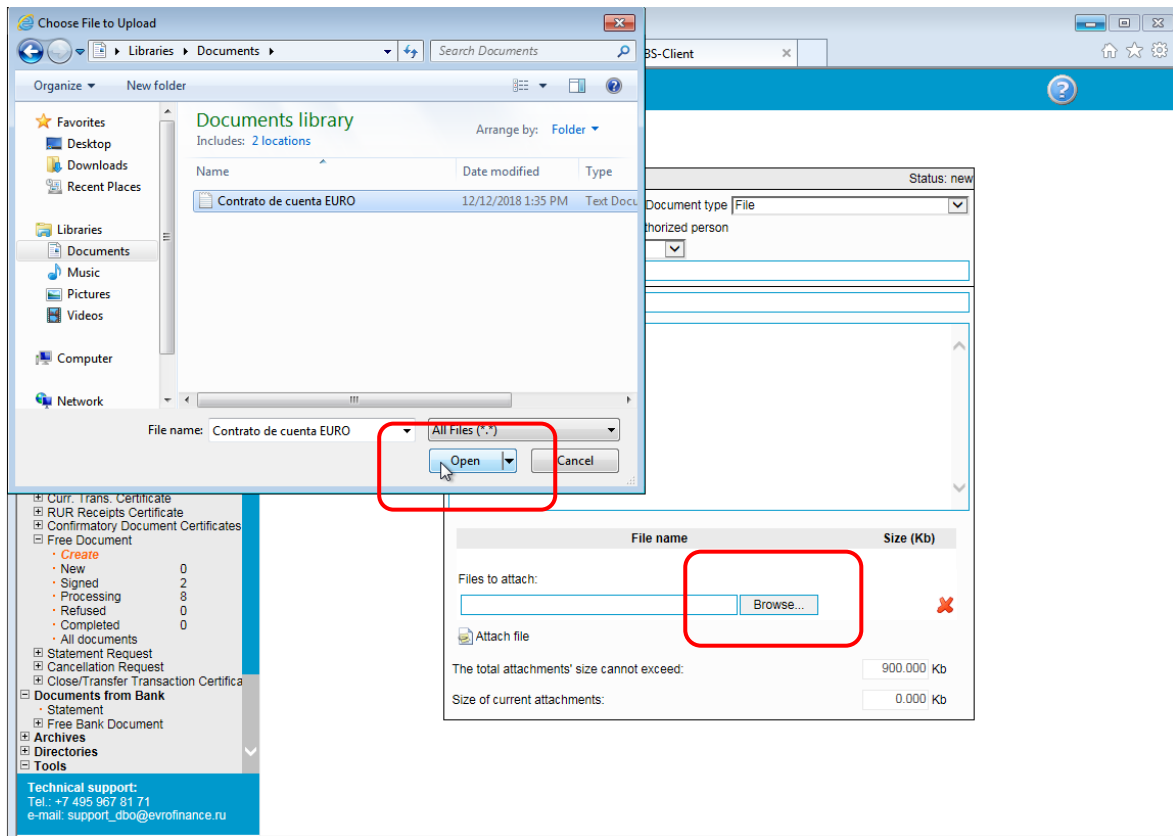 Choose File to Upload
Libraries Documents
Search Documents
BS-Client
Organize New folder
Favorites
Desktop
Downloads
Recent Places
Libraries
Documents
Music
Pictures
Videos
Computer
Network
Documents library
Includes: 2 locations
Arrange by: Folder
Name Date modified Type
Contrato de cuenta EURO 12/12/2018 1:35 PM Text Docu
File name: Contrato de cuenta EURO All Files (*.*)
Open Cancel
Status: new
Document type File
thorized person
File name Size (Kb)
Files to attach:
Browse...
Attach file
The total attachments' size cannot exceed: 900.000 Kb
Size of current attachments: 0.000 Kb
Curr. Trans. Certificate
RUR Receipts Certificate
Confirmatory Document Certificates
Free Document
Create
New 0
Signed 2
Processing 8
Refused 0
Completed 0
All documents
Statement Request
Cancellation Request
Close/Transfer Transaction Certifica
Documents from Bank
Statement
Free Bank Document
Archives
Directories
Tools
Technical support:
Tel.: +7 495 967 81 71
e-mail: support_dbo@evrofinance.ru